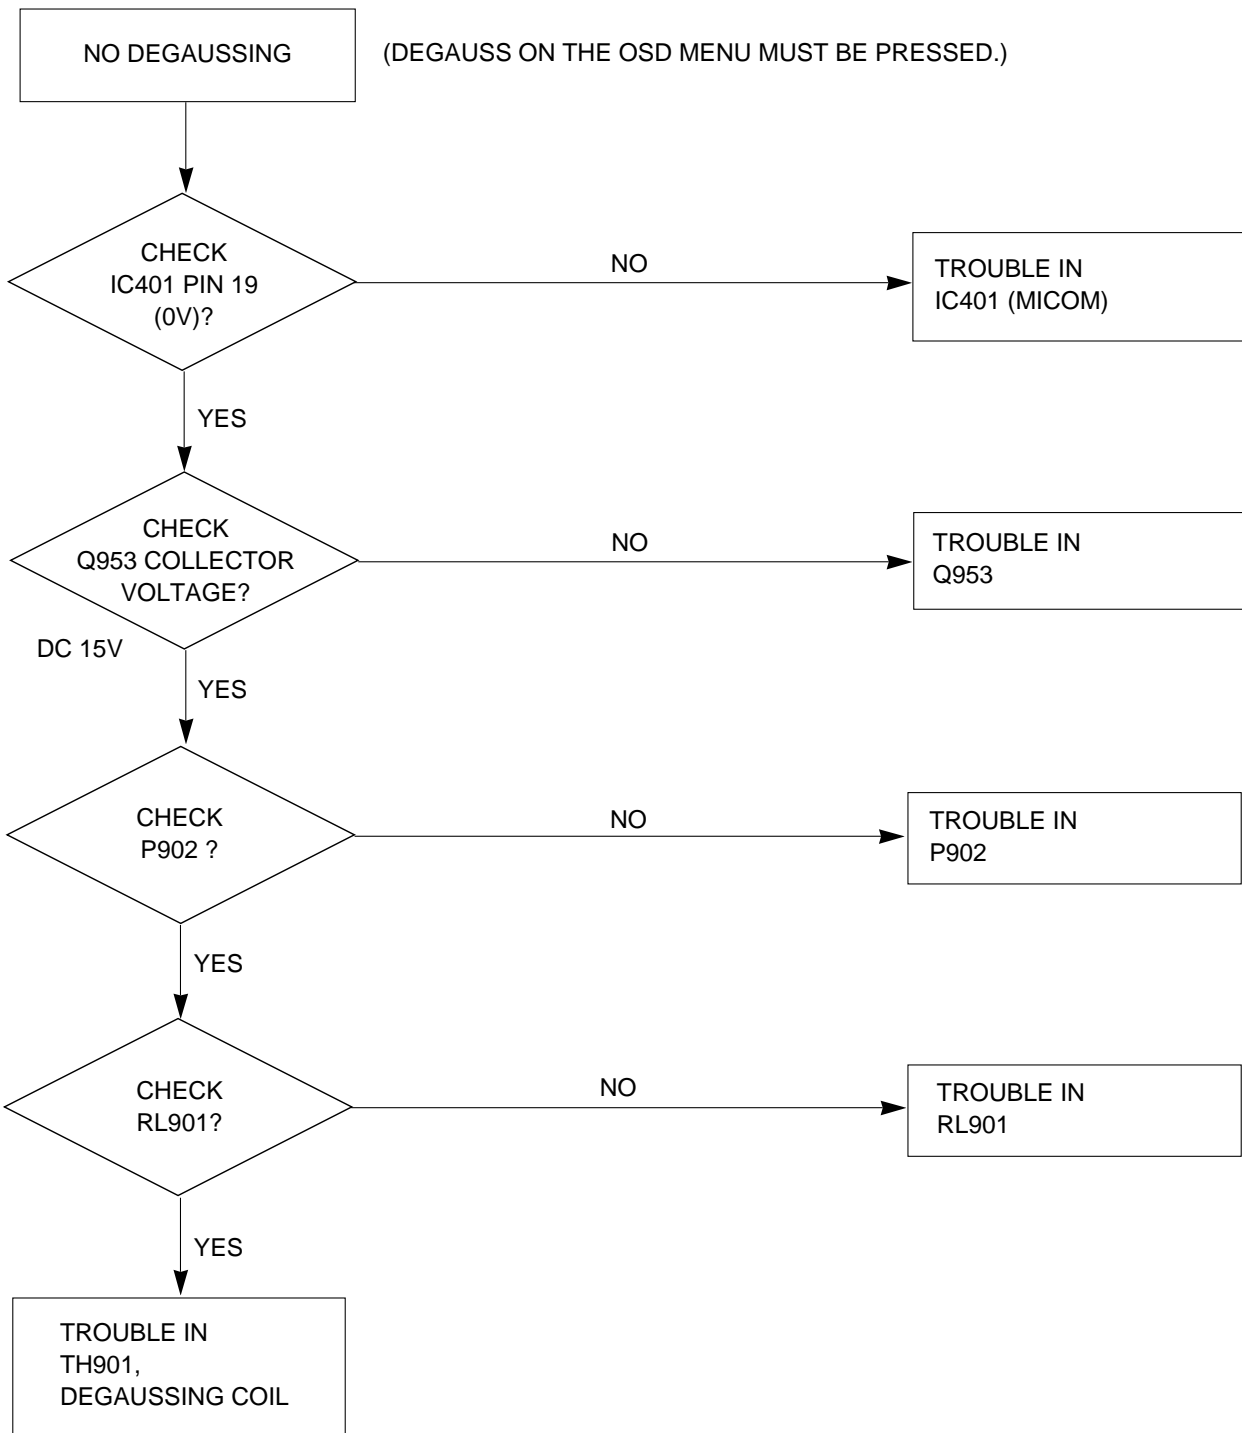 NO DEGAUSSING
(DEGAUSS ON THE OSD MENU MUST BE PRESSED.)
CHECK
IC401 PIN 19
(0V)?
NO
TROUBLE IN
IC401 (MICOM)
YES
CHECK
Q953 COLLECTOR
VOLTAGE?
NO
TROUBLE IN
Q953
DC 15V
YES
CHECK
P902 ?
NO
TROUBLE IN
P902
YES
CHECK
RL901?
NO
TROUBLE IN
RL901
YES
TROUBLE IN
TH901,
DEGAUSSING COIL